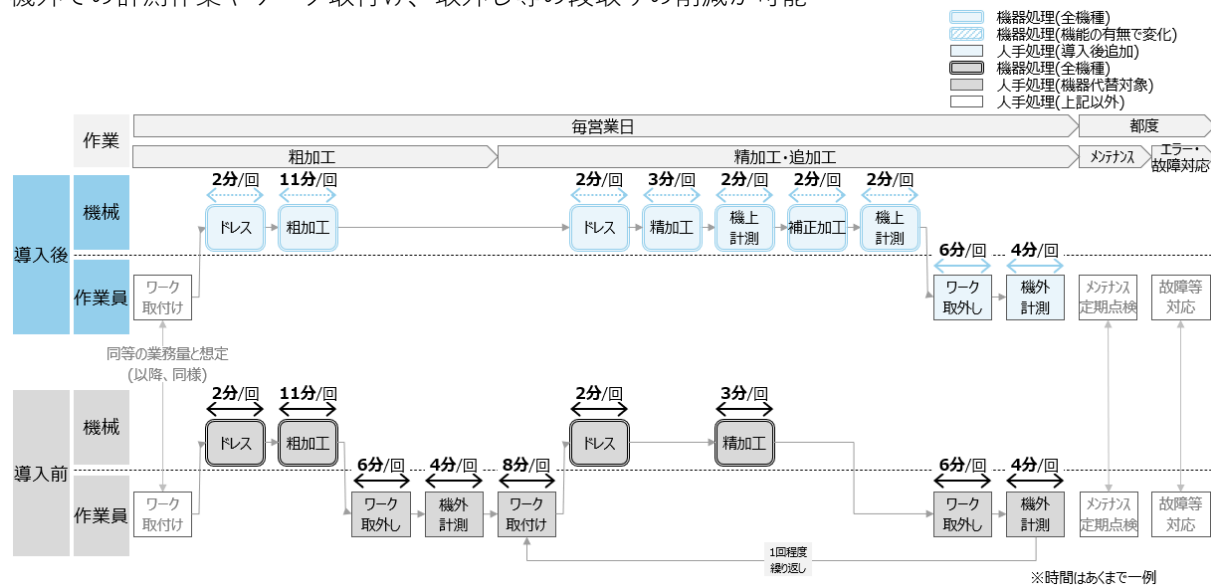 機外での計測作業やワーク取付け、取外し等の段取りの削減が可能
機器処理(全機種)
機器処理(機能の有無で変化)
人手処理(導入後追加)
機器処理(全機種)
人手処理(機器代替対象)
人手処理(上記以外)
作業
毎営業日
都度
粗加工
精加工・追加工
メンテナンス
エラー・
故障対応
導入後
機械
2分/回
11分/回
2分/回
3分/回
2分/回
2分/回
2分/回
ドレス
粗加工
ドレス
精加工
機上
計測
補正加工
機上
計測
作業員
6分/回
4分/回
ワーク
取付け
ワーク
取外し
機外
計測
メンテナンス
定期点検
故障等
対応
同等の業務量と想定
(以降、同様)
導入前
機械
2分/回
11分/回
2分/回
3分/回
ドレス
粗加工
ドレス
精加工
作業員
6分/回
4分/回
8分/回
6分/回
4分/回
ワーク
取付け
ワーク
取外し
機外
計測
ワーク
取付け
ワーク
取外し
機外
計測
メンテナンス
定期点検
故障等
対応
1回程度
繰り返し
※時間はあくまで一例